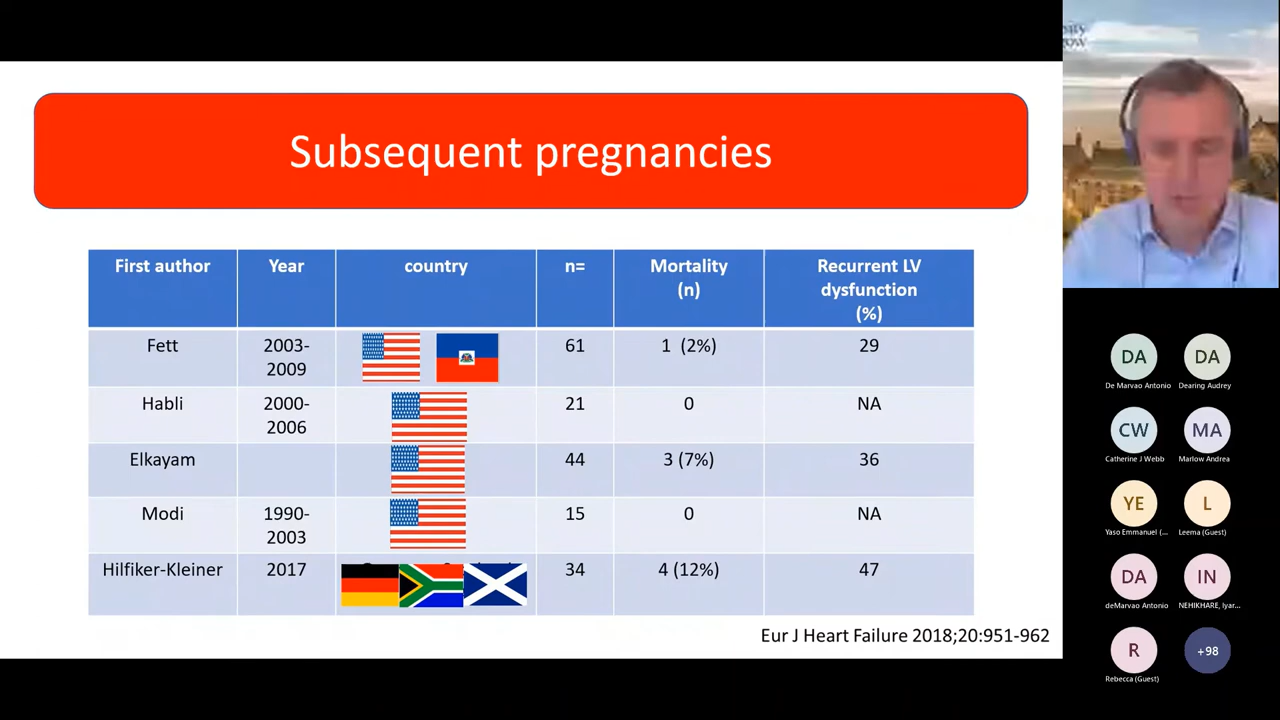 Subsequent pregnancies
First author Year country n= Mortality (n) Recurrent LV dysfunction (%)
Fett 2003-2009 61 1 (2%) 29
Habli 2000-2006 21 0 NA
Elkayam 44 3 (7%) 36
Modi 1990-2003 15 0 NA
Hilfiker-Kleiner 2017 34 4 (12%) 47
Eur J Heart Failure 2018;20:951-962
DA DA
De Marvao Antonio Dearing Audrey
CW MA
Catherine J Webb Marlow Andrea
YE L
Yaso Emmanuel (... Leema (Guest)
DA IN
deMarvao Antonio NEHIKHARE, Iyar...
R +98
Rebecca (Guest)